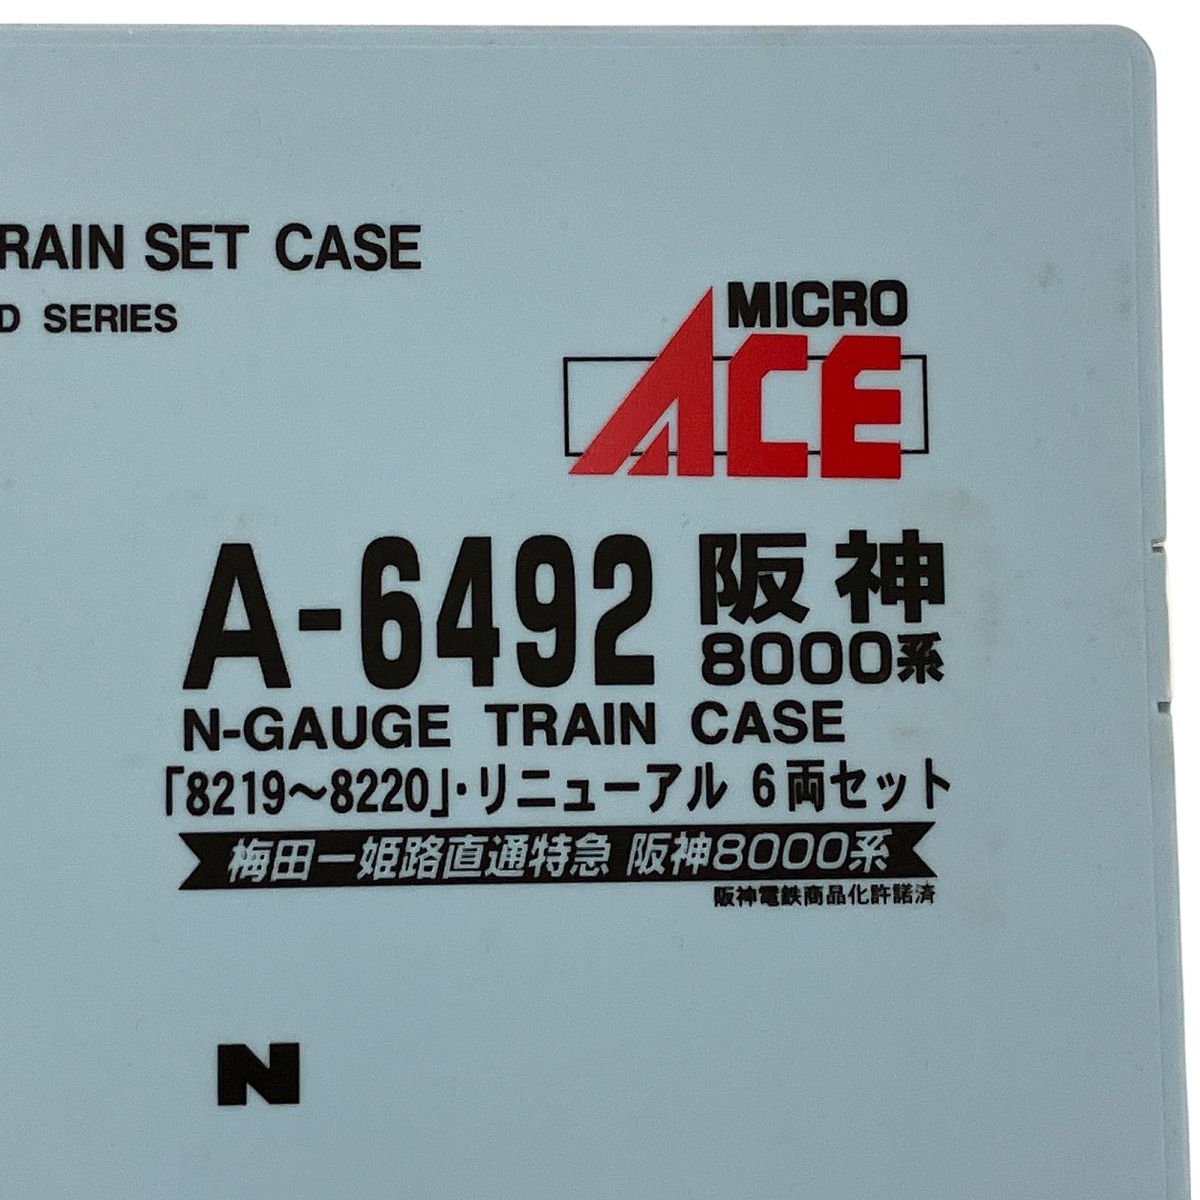 RAIN SET CASE
D SERIES
MICRO
ACE
A-6492 阪神
8000系
N-GAUGE TRAIN CASE
「8219〜8220」・リニューアル 6両セット
梅田ー姫路直通特急 阪神8000系
阪神電鉄商品化許諾済
N